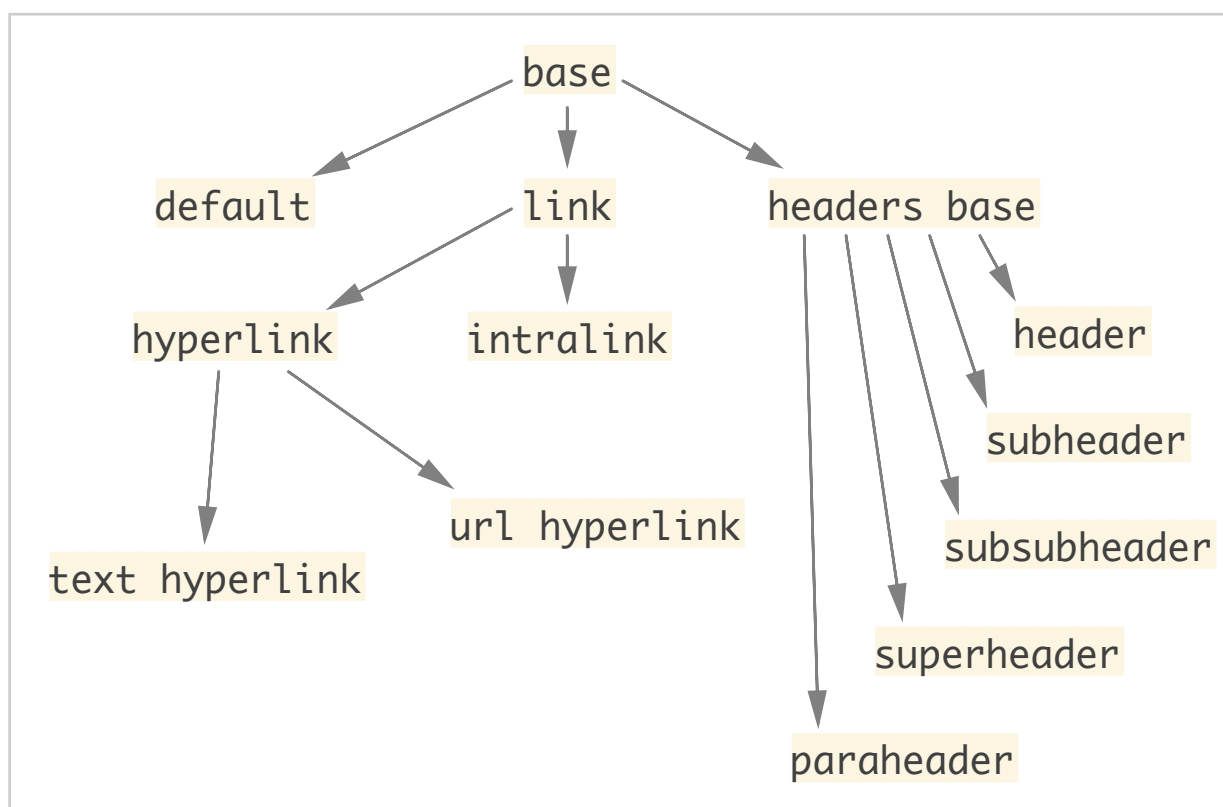 base
default
link
headers base
hyperlink
intralink
header
subheader
url hyperlink
subsubheader
text hyperlink
superheader
paraheader